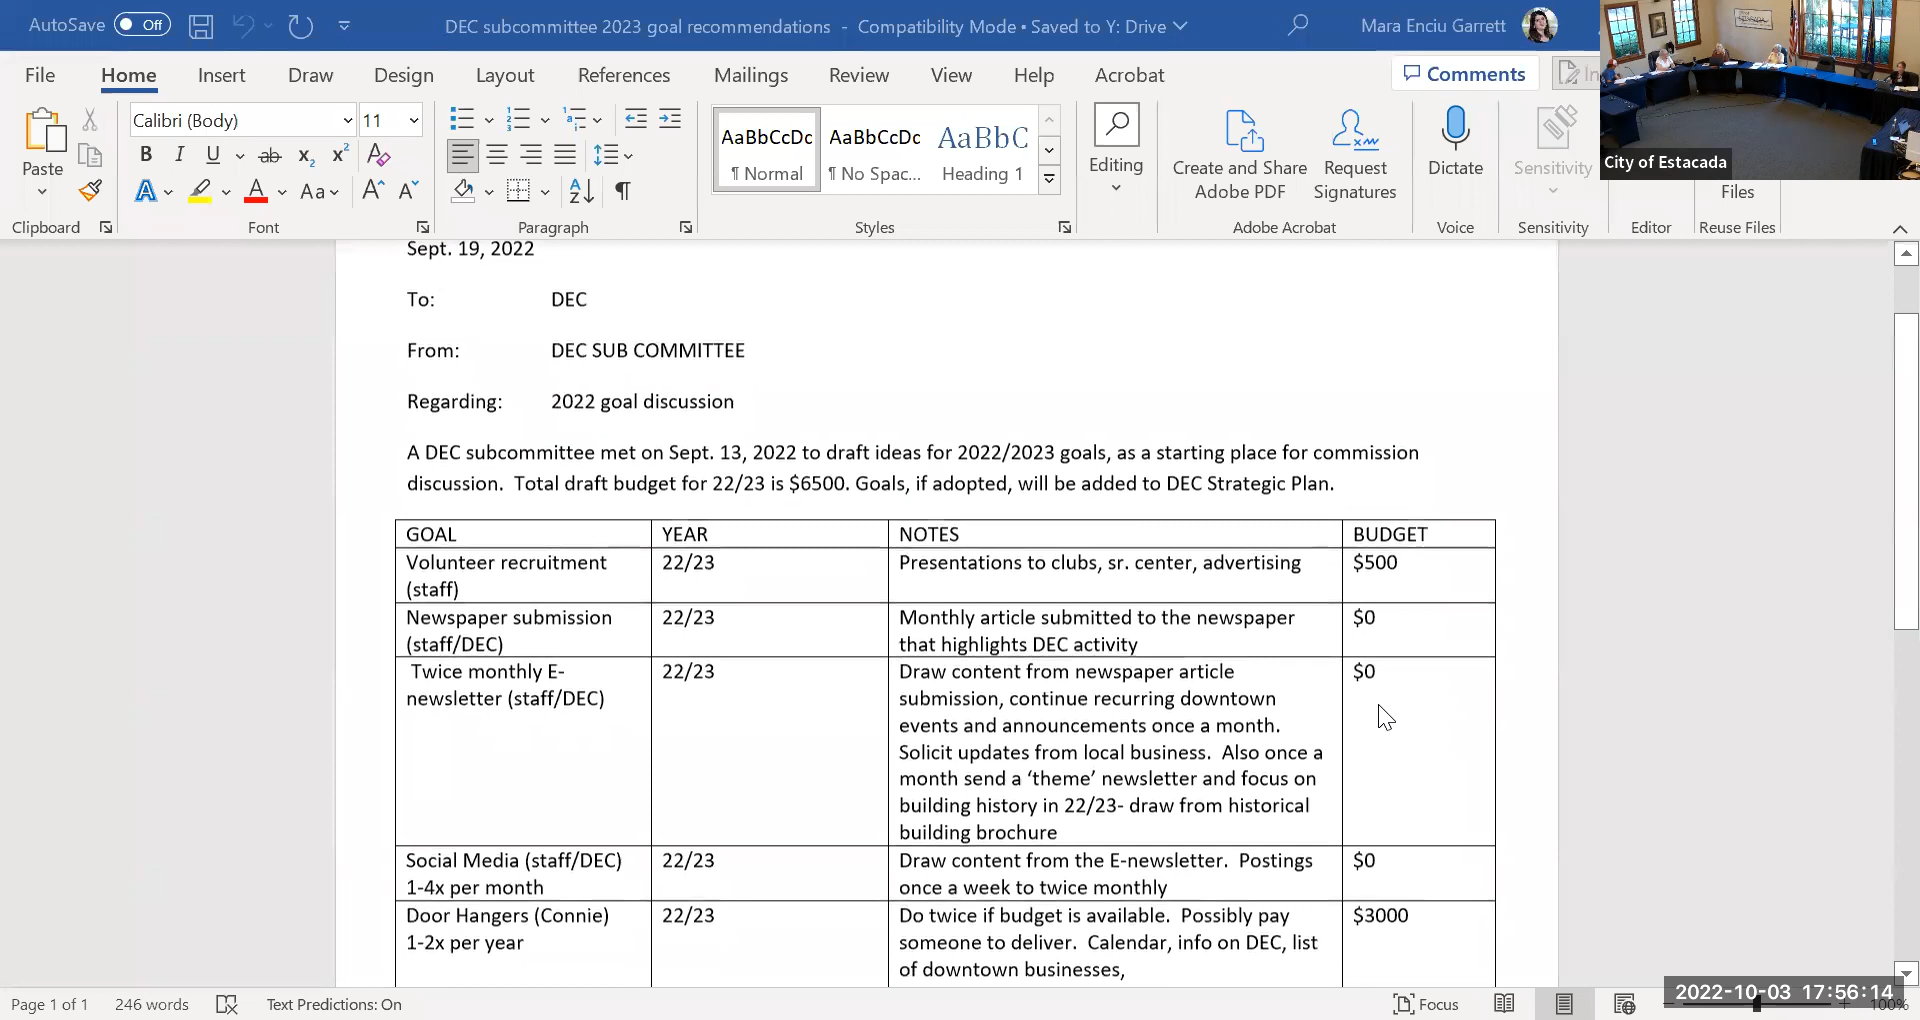 AutoSave Off
DEC subcommittee 2023 goal recommendations - Compatibility Mode • Saved to Y: Drive
Mara Enciu Garrett
File Home Insert Draw Design Layout References Mailings Review View Help Acrobat
Comments
City of Estacada
Calibri (Body) 11
AaBbCcDc AaBbCcDc AaBbC
¶ Normal ¶ No Spac... Heading 1
Paste
Editing
Create and Share
Adobe PDF
Request
Signatures
Dictate
Sensitivity
Files
Clipboard Font Paragraph Styles Adobe Acrobat Voice Sensitivity Editor Reuse Files
Sept. 19, 2022
To: DEC
From: DEC SUB COMMITTEE
Regarding: 2022 goal discussion
A DEC subcommittee met on Sept. 13, 2022 to draft ideas for 2022/2023 goals, as a starting place for commission
discussion. Total draft budget for 22/23 is $6500. Goals, if adopted, will be added to DEC Strategic Plan.
GOAL YEAR NOTES BUDGET
Volunteer recruitment 22/23 Presentations to clubs, sr. center, advertising $500
(staff)
Newspaper submission 22/23 Monthly article submitted to the newspaper $0
(staff/DEC) that highlights DEC activity
Twice monthly E- 22/23 Draw content from newspaper article $0
newsletter (staff/DEC) submission, continue recurring downtown
events and announcements once a month.
Solicit updates from local business. Also once a
month send a ‘theme’ newsletter and focus on
building history in 22/23- draw from historical
building brochure
Social Media (staff/DEC) 22/23 Draw content from the E-newsletter. Postings $0
1-4x per month once a week to twice monthly
Door Hangers (Connie) 22/23 Do twice if budget is available. Possibly pay $3000
1-2x per year someone to deliver. Calendar, info on DEC, list
of downtown businesses,
Page 1 of 1 246 words Text Predictions: On Focus 100%
2022-10-03 17:56:14